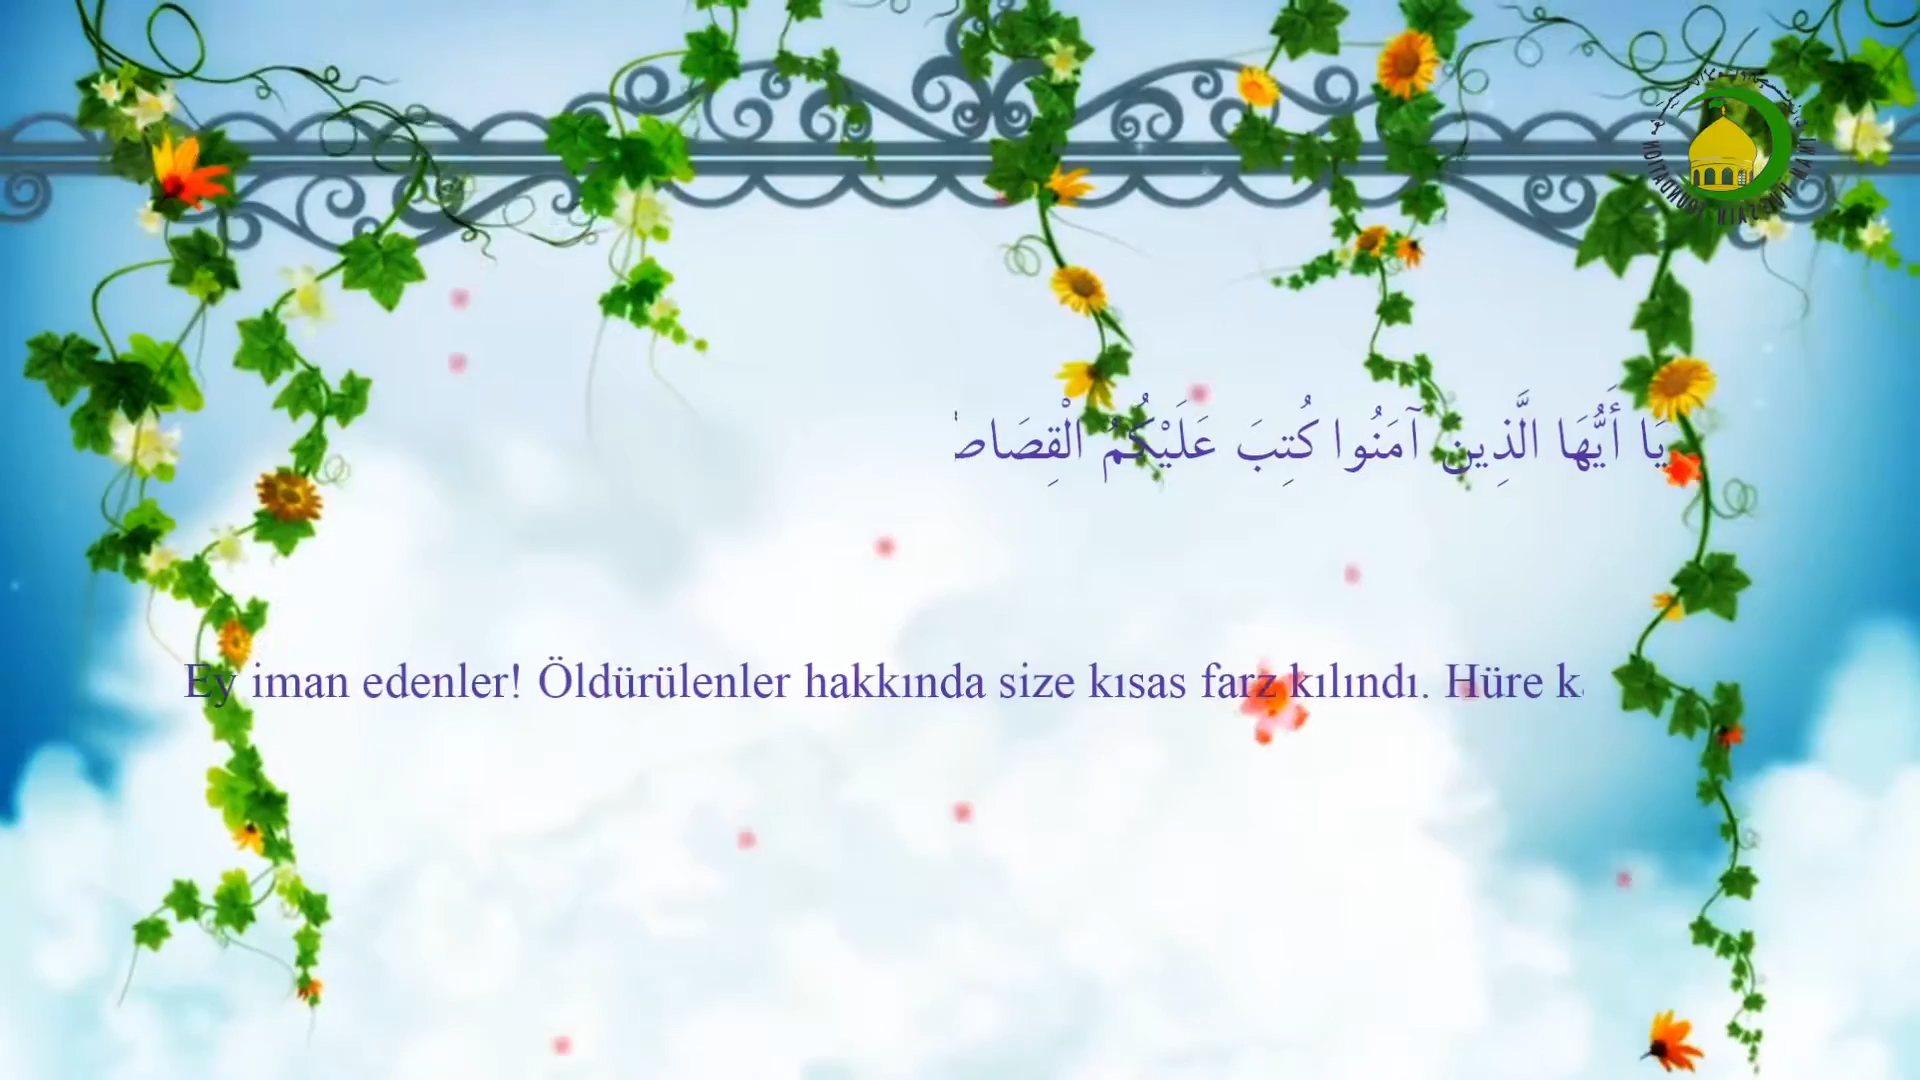 يَا أَيُّهَا الَّذِينَ آمَنُوا كُتِبَ عَلَيْكُمُ الْقِصَاص
Ey iman edenler! Öldürülenler hakkında size kısas farz kılındı. Hüre k